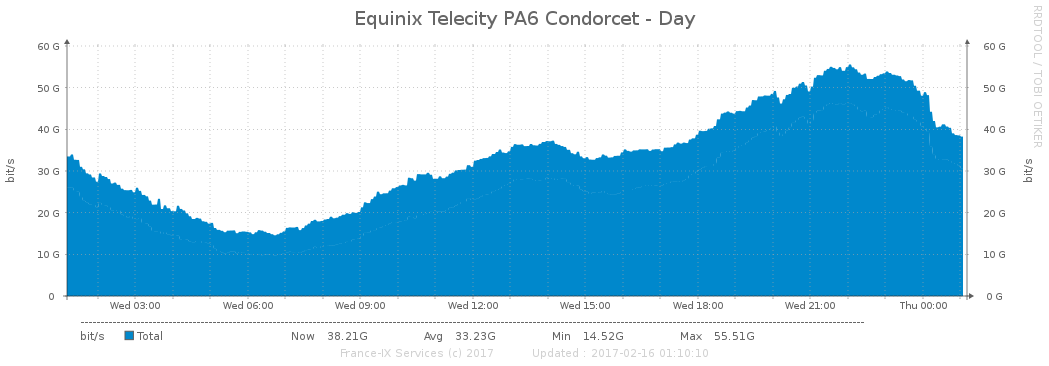 Equinix Telecity PA6 Condorcet - Day
RRDTOOL / TOBI OETIKER
60 G 60 G
50 G 50 G
40 G 40 G
30 G 30 G
20 G 20 G
10 G 10 G
0 0 G
bit/s bit/s
Wed 03:00 Wed 06:00 Wed 09:00 Wed 12:00 Wed 15:00 Wed 18:00 Wed 21:00 Thu 00:00
bit/s Total Now 38.21G Avg 33.23G Min 14.52G Max 55.51G
France-IX Services (c) 2017 Updated : 2017-02-16 01:10:10